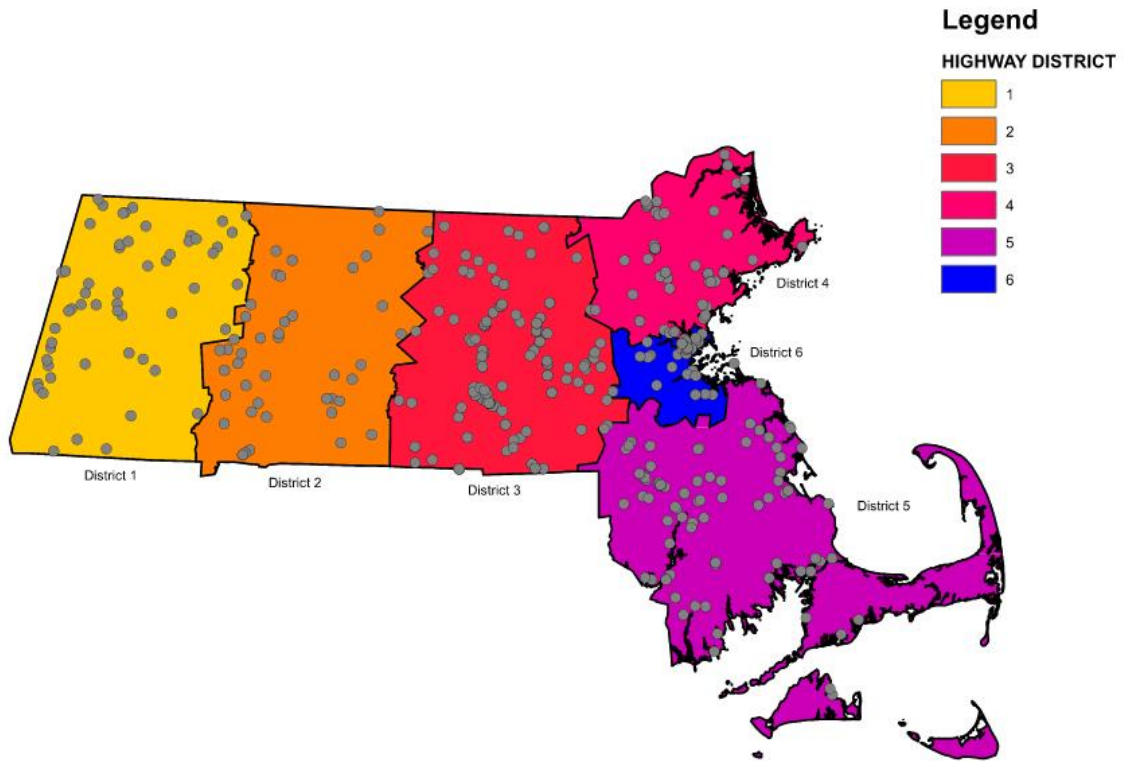 Legend
HIGHWAY DISTRICT
1
2
3
4
5
6
District 4
District 6
District 1
District 2
District 3
District 5